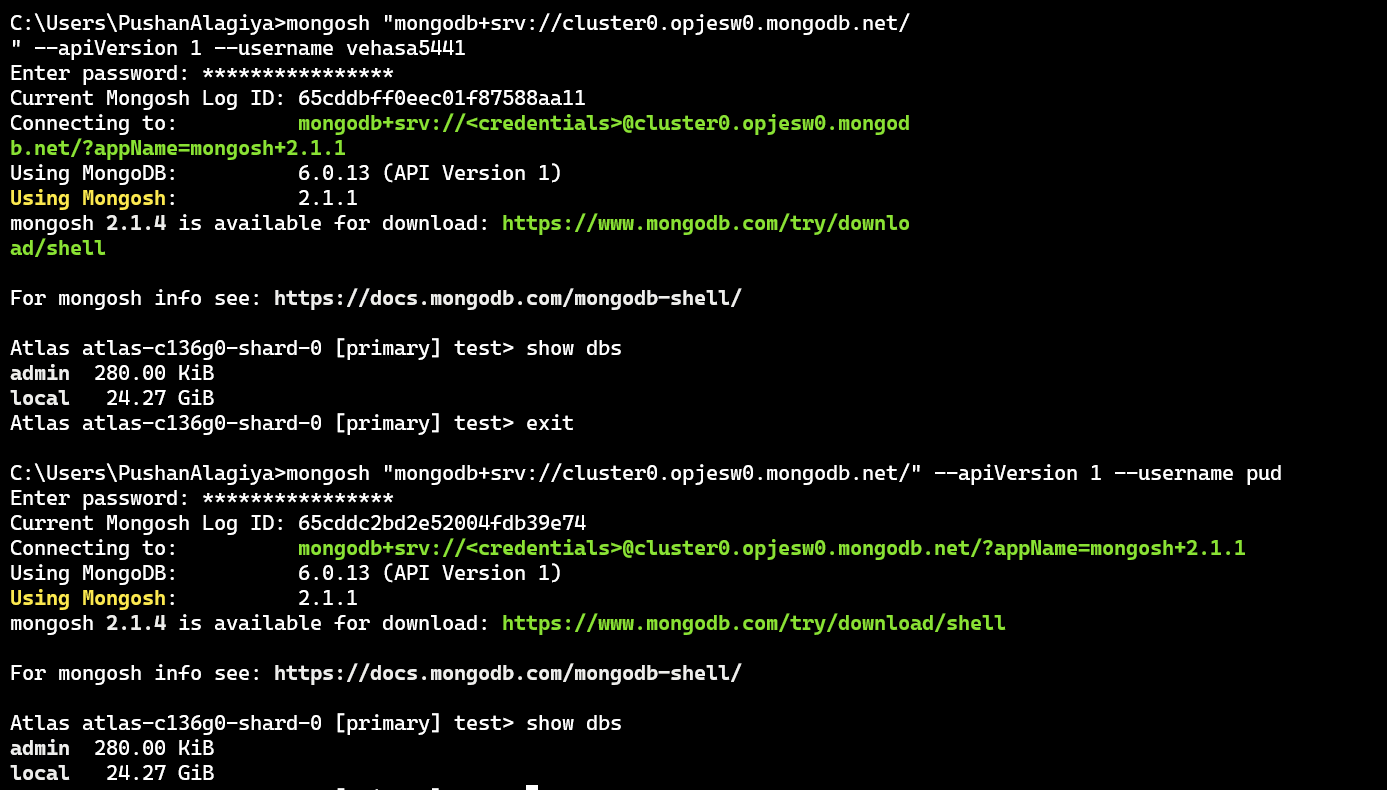 C:\Users\PushanAlagiya>mongosh "mongodb+srv://cluster0.opjesw0.mongodb.net/
" --apiVersion 1 --username vehasa5441
Enter password: ****************
Current Mongosh Log ID: 65cddbff0eec01f87588aa11
Connecting to:          mongodb+srv://<credentials>@cluster0.opjesw0.mongod
b.net/?appName=mongosh+2.1.1
Using MongoDB:          6.0.13 (API Version 1)
Using Mongosh:          2.1.1
mongosh 2.1.4 is available for download: https://www.mongodb.com/try/downlo
ad/shell
For mongosh info see: https://docs.mongodb.com/mongodb-shell/
Atlas atlas-c136g0-shard-0 [primary] test> show dbs
admin  280.00 KiB
local   24.27 GiB
Atlas atlas-c136g0-shard-0 [primary] test> exit
C:\Users\PushanAlagiya>mongosh "mongodb+srv://cluster0.opjesw0.mongodb.net/" --apiVersion 1 --username pud
Enter password: ****************
Current Mongosh Log ID: 65cddc2bd2e52004fdb39e74
Connecting to:          mongodb+srv://<credentials>@cluster0.opjesw0.mongodb.net/?appName=mongosh+2.1.1
Using MongoDB:          6.0.13 (API Version 1)
Using Mongosh:          2.1.1
mongosh 2.1.4 is available for download: https://www.mongodb.com/try/download/shell
For mongosh info see: https://docs.mongodb.com/mongodb-shell/
Atlas atlas-c136g0-shard-0 [primary] test> show dbs
admin  280.00 KiB
local   24.27 GiB